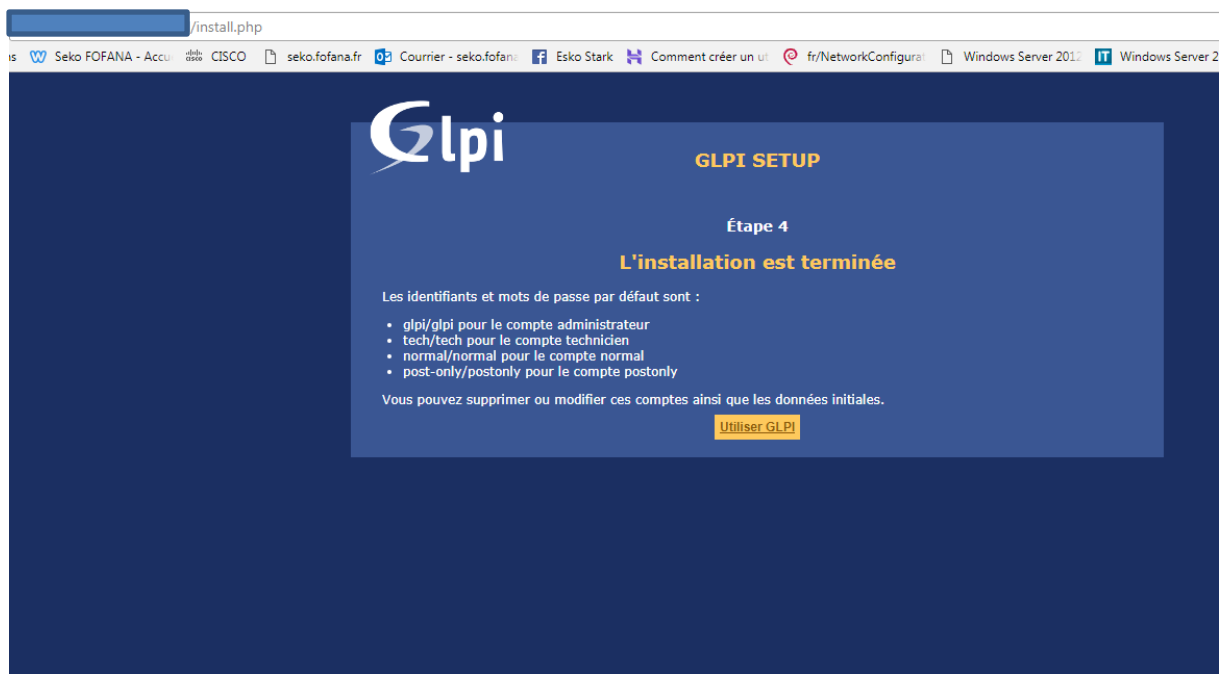 /install.php
Seko FOFANA - Accu
CISCO
seko.fofana.fr
Courrier - seko.fofana
Esko Stark
Comment créer un ut
fr/NetworkConfigurat
Windows Server 2012
Windows Server 2
Glpi
GLPI SETUP
Étape 4
L'installation est terminée
Les identifiants et mots de passe par défaut sont :
• glpi/glpi pour le compte administrateur
• tech/tech pour le compte technicien
• normal/normal pour le compte normal
• post-only/postonly pour le compte postonly
Vous pouvez supprimer ou modifier ces comptes ainsi que les données initiales.
Utiliser GLPI